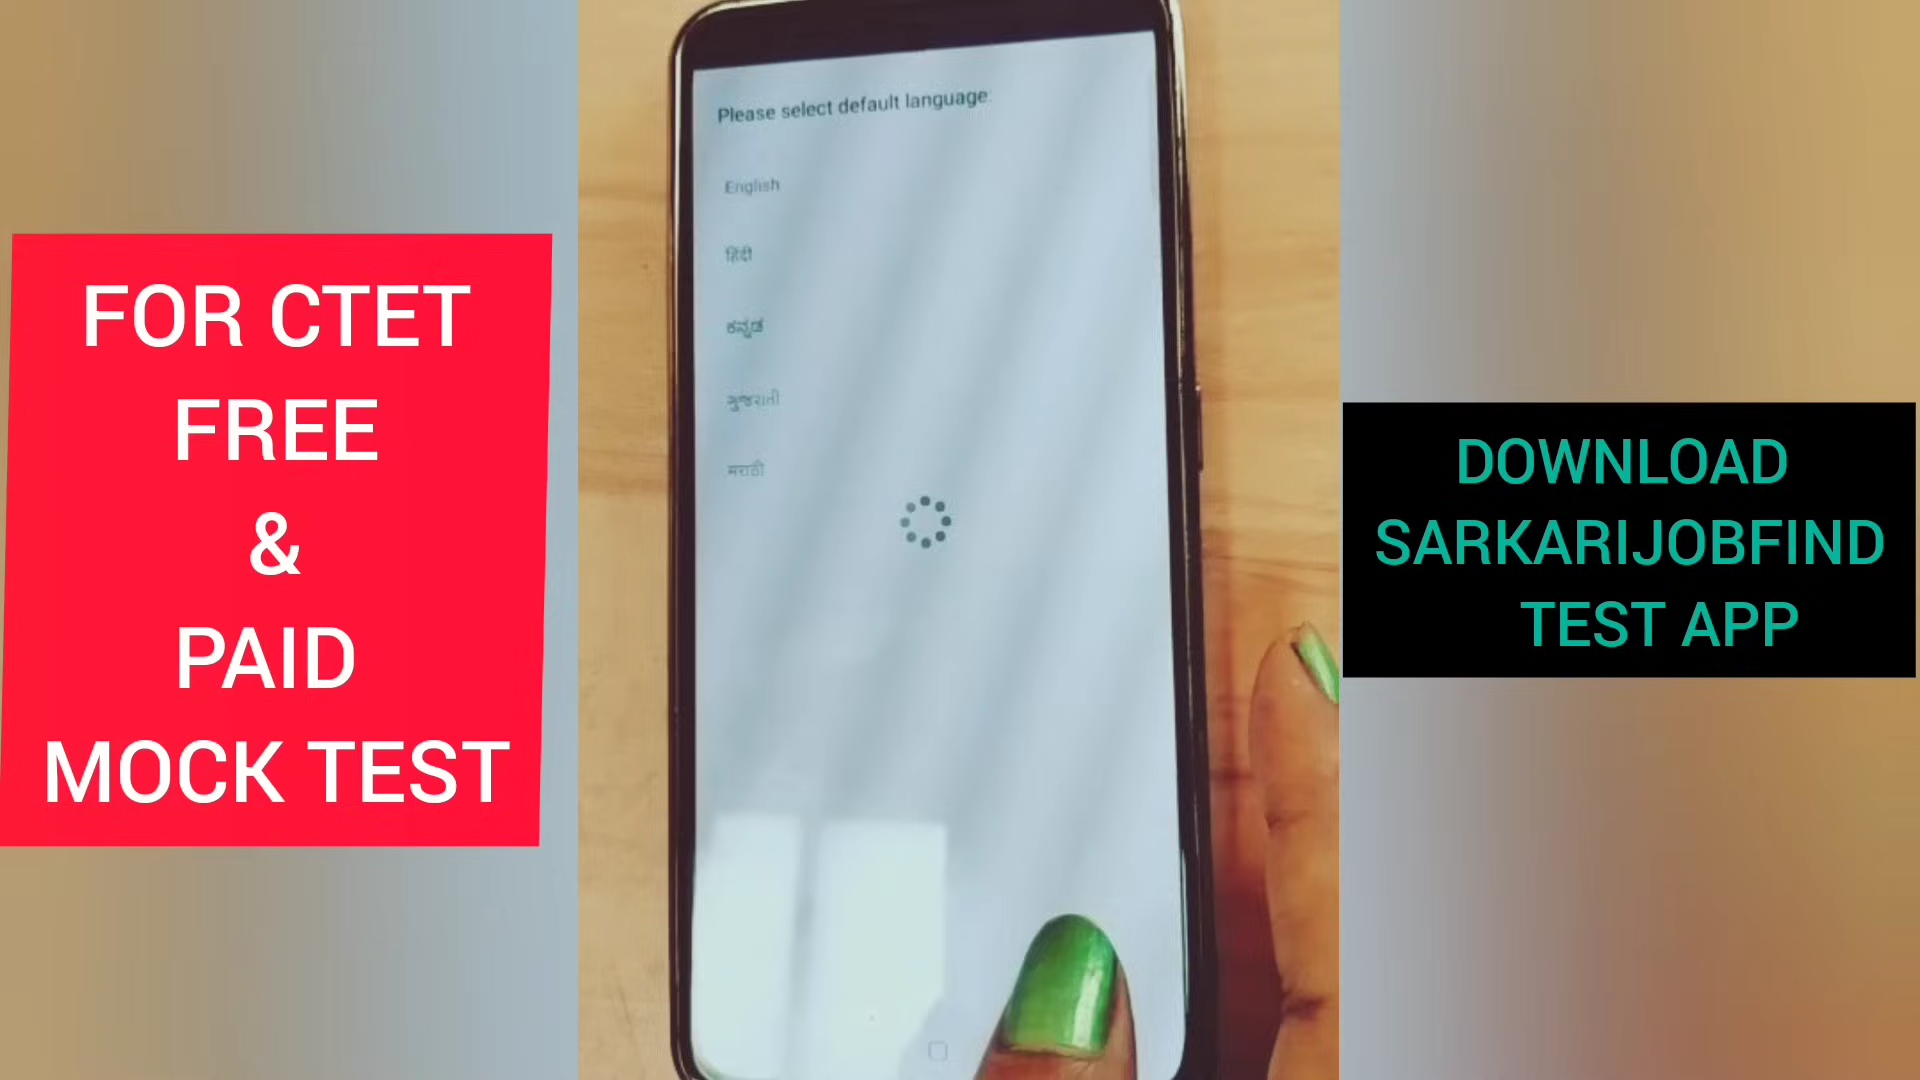 FOR CTET
FREE
&
PAID
MOCK TEST
Please select default language:
English
हिंदी
ಕನ್ನಡ
ગુજરાતી
मराठी
DOWNLOAD
SARKARIJOBFIND
TEST APP